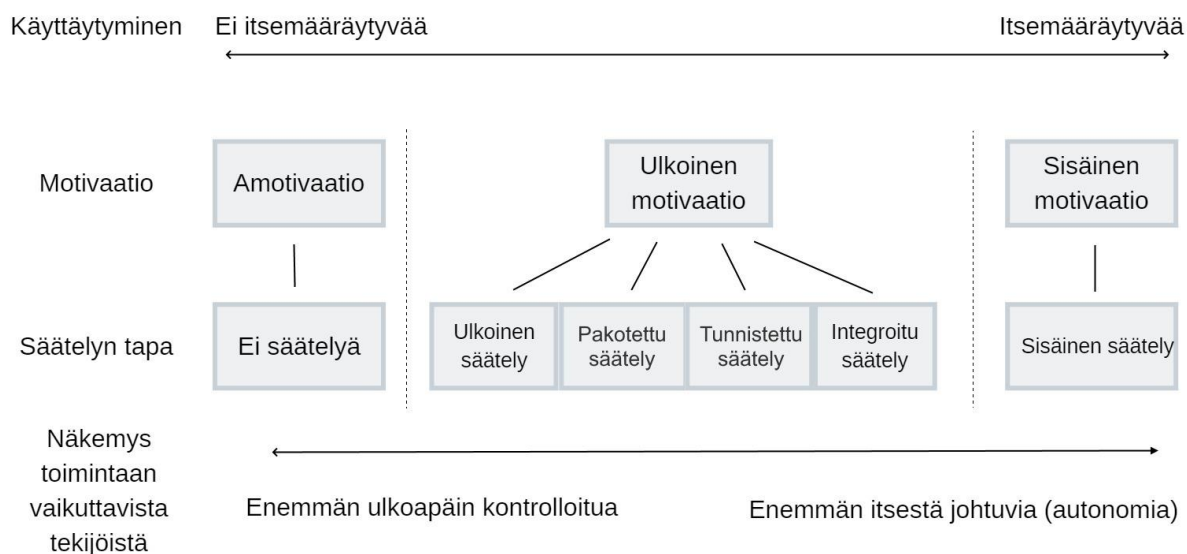 Käyttäytyminen
Ei itsemääräytyvää
Itsemääräytyvää
Motivaatio
Amotivaatio
Ulkoinen
motivaatio
Sisäinen
motivaatio
Säätelyn tapa
Ei säätelyä
Ulkoinen
säätely
Pakotettu
säätely
Tunnistettu
säätely
Integroitu
säätely
Sisäinen säätely
Näkemys
toimintaan
vaikuttavista
tekijöistä
Enemmän ulkoapäin kontrolloitua
Enemmän itsestä johtuvia (autonomia)